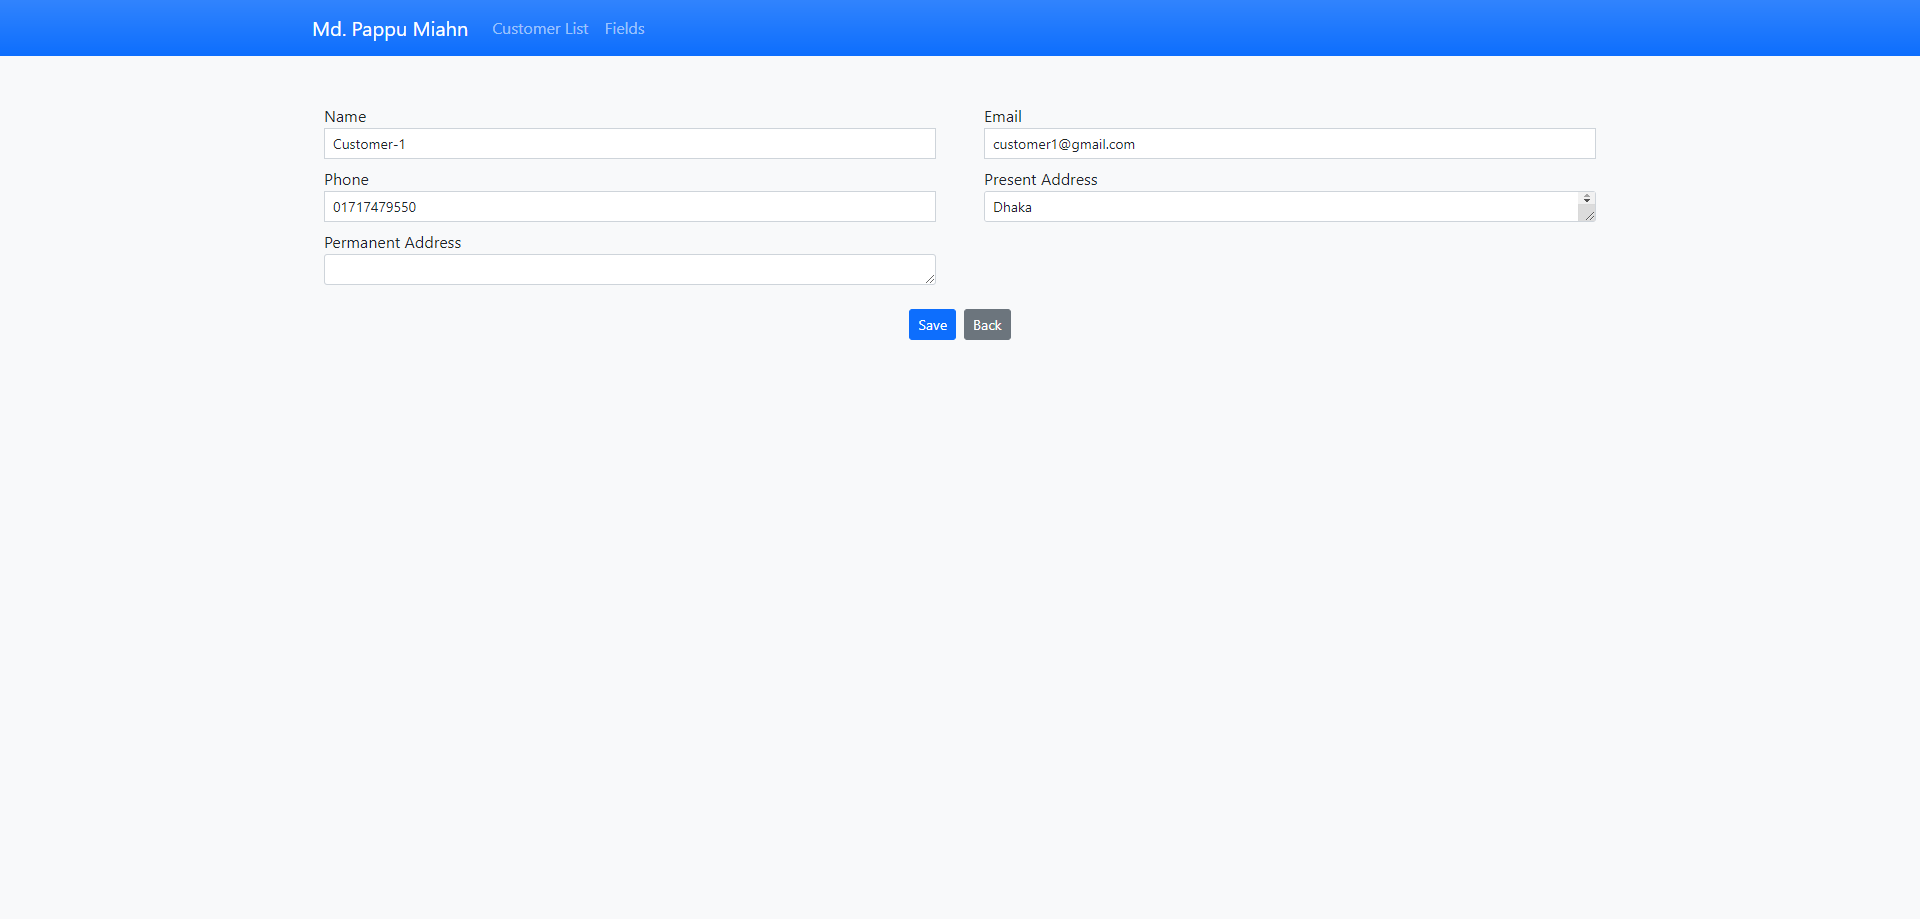 Md. Pappu Miahn Customer List Fields
Name
Customer-1
Email
customer1@gmail.com
Phone
01717479550
Present Address
Dhaka
Permanent Address
Save Back